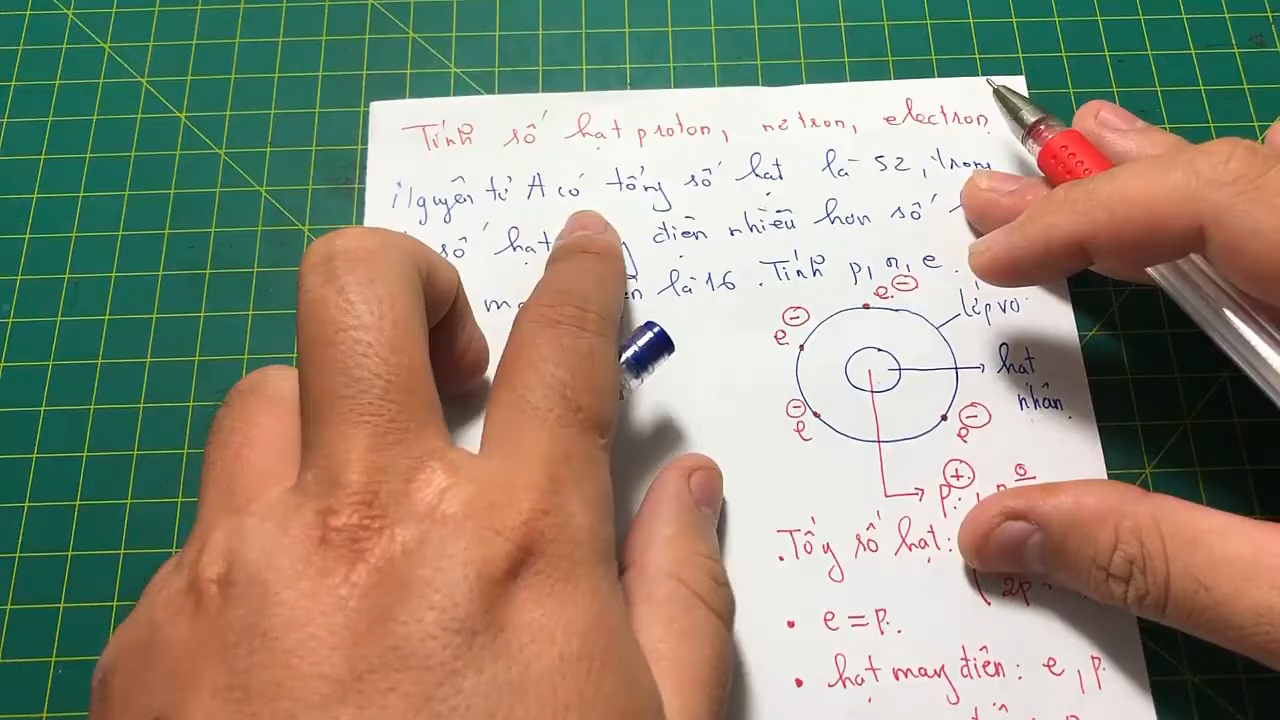 Tính số hạt proton, nơtron, electron
Nguyên tử A có tổng số hạt là 52, trong
số hạt điện nhiều hơn số
là 16. Tính p, n, e.
e ⊖
lớp vỏ
⊖ e
hạt
nhân
⊖ e
⊖ e
p ⊕
.Tổng số hạt:
2p
• e = p.
• hạt mang điện: e, p